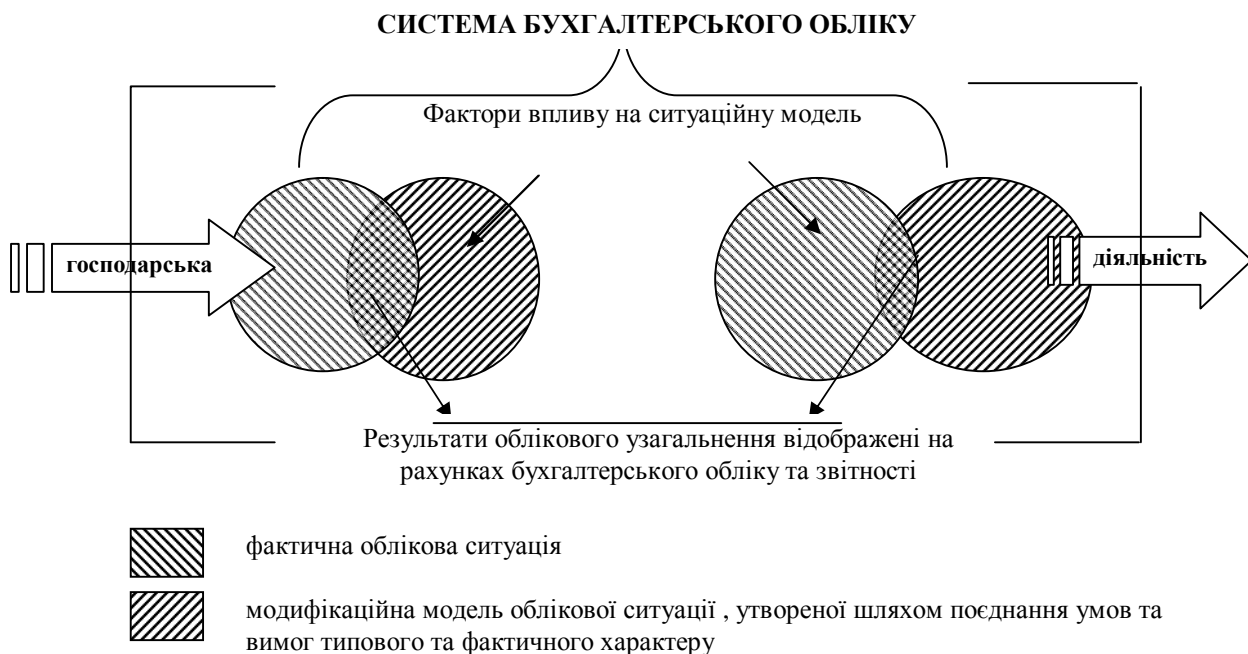 СИСТЕМА БУХГАЛТЕРСЬКОГО ОБЛІКУ
Фактори впливу на ситуаційну модель
господарська
діяльність
Результати облікового узагальнення відображені на
рахунках бухгалтерського обліку та звітності
фактична облікова ситуація
модифікаційна модель облікової ситуації , утвореної шляхом поєднання умов та
вимог типового та фактичного характеру